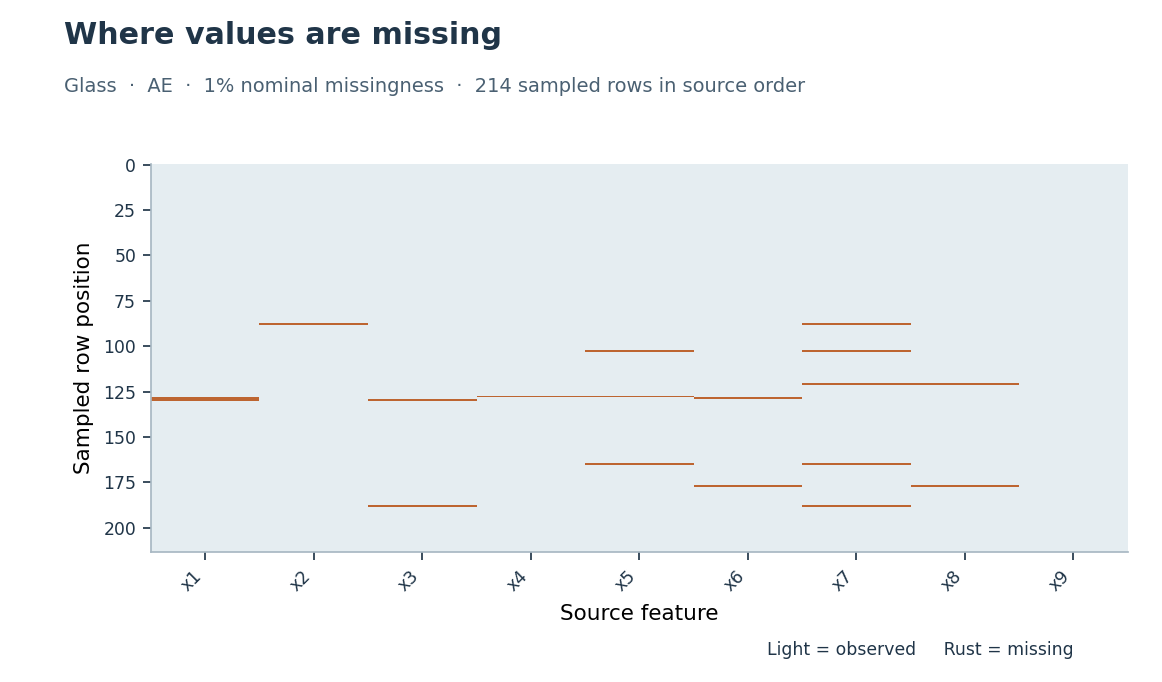 Where values are missing
Glass · AE · 1% nominal missingness · 214 sampled rows in source order
0
25
50
75
100
125
150
175
200
Sampled row position
x1 x2 x3 x4 x5 x6 x7 x8 x9
Source feature
Light = observed Rust = missing